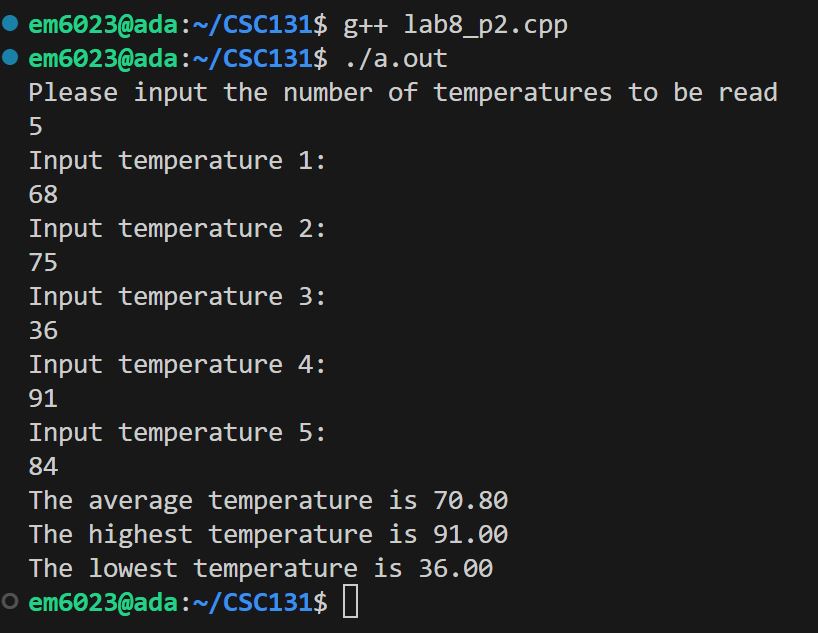 em6023@ada:~/CSC131$ g++ lab8_p2.cpp
em6023@ada:~/CSC131$ ./a.out
Please input the number of temperatures to be read
5
Input temperature 1:
68
Input temperature 2:
75
Input temperature 3:
36
Input temperature 4:
91
Input temperature 5:
84
The average temperature is 70.80
The highest temperature is 91.00
The lowest temperature is 36.00
em6023@ada:~/CSC131$